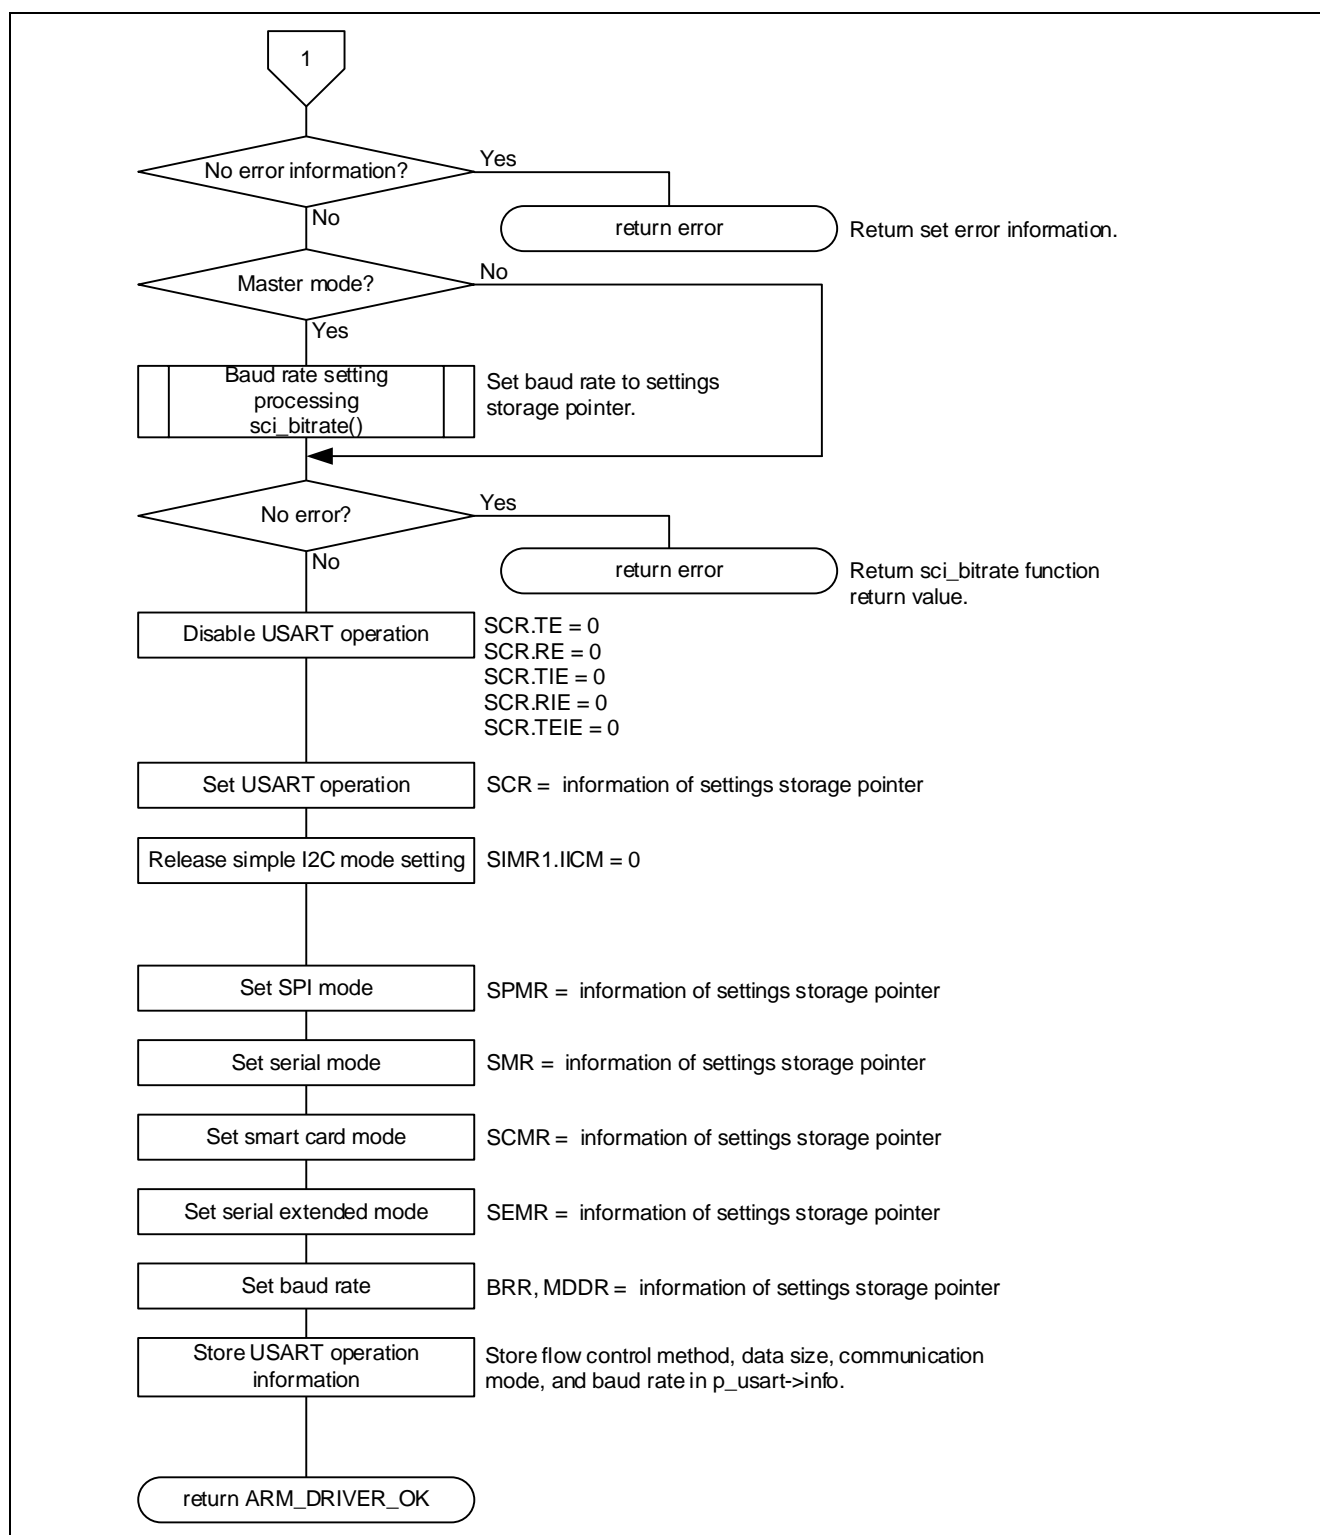 1
No error information?
Yes
No
return error
Return set error information.
Master mode?
No
Yes
Baud rate setting
processing
sci_bitrate()
Set baud rate to settings
storage pointer.
No error?
Yes
No
return error
Return sci_bitrate function
return value.
Disable USART operation
SCR.TE = 0
SCR.RE = 0
SCR.TIE = 0
SCR.RIE = 0
SCR.TEIE = 0
Set USART operation
SCR = information of settings storage pointer
Release simple I2C mode setting
SIMR1.IICM = 0
Set SPI mode
SPMR = information of settings storage pointer
Set serial mode
SMR = information of settings storage pointer
Set smart card mode
SCMR = information of settings storage pointer
Set serial extended mode
SEMR = information of settings storage pointer
Set baud rate
BRR, MDDR = information of settings storage pointer
Store USART operation
information
Store flow control method, data size, communication
mode, and baud rate in p_usart->info.
return ARM_DRIVER_OK